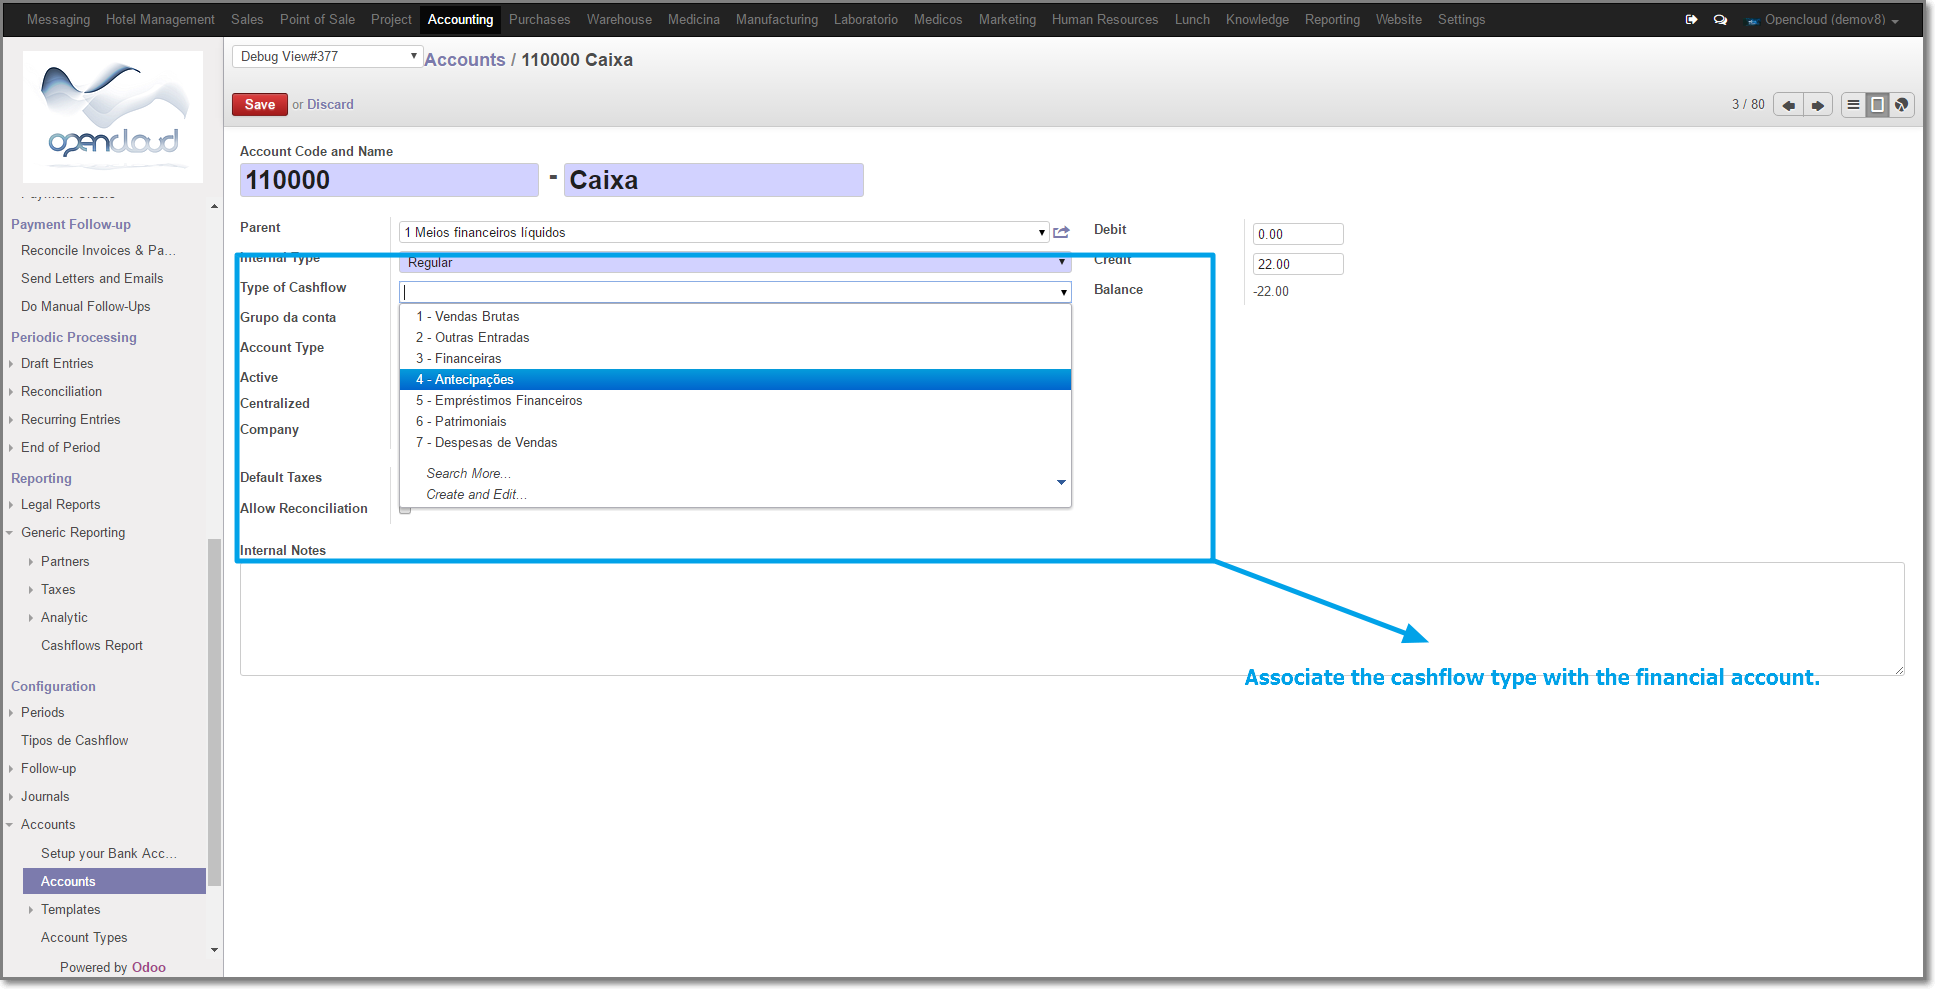 Messaging Hotel Management Sales Point of Sale Project Accounting Purchases Warehouse Medicina Manufacturing Laboratorio Medicos Marketing Human Resources Lunch Knowledge Reporting Website Settings Opencloud (demov8)
Debug View#377 Accounts / 110000 Caixa
Save or Discard 3 / 80
opencloud
Payment Orders
Payment Follow-up
Reconcile Invoices & Pa...
Send Letters and Emails
Do Manual Follow-Ups
Periodic Processing
Draft Entries
Reconciliation
Recurring Entries
End of Period
Reporting
Legal Reports
Generic Reporting
Partners
Taxes
Analytic
Cashflows Report
Configuration
Periods
Tipos de Cashflow
Follow-up
Journals
Accounts
Setup your Bank Acc...
Accounts
Templates
Account Types
Powered by Odoo
Account Code and Name
110000 - Caixa
Parent 1 Meios financeiros líquidos
Internal Type Regular
Type of Cashflow
Grupo da conta
Account Type
Active
Centralized
Company
Default Taxes
Allow Reconciliation
Internal Notes
1 - Vendas Brutas
2 - Outras Entradas
3 - Financeiras
4 - Antecipações
5 - Empréstimos Financeiros
6 - Patrimoniais
7 - Despesas de Vendas
Search More...
Create and Edit...
Debit 0.00
Credit 22.00
Balance -22.00
Associate the cashflow type with the financial account.